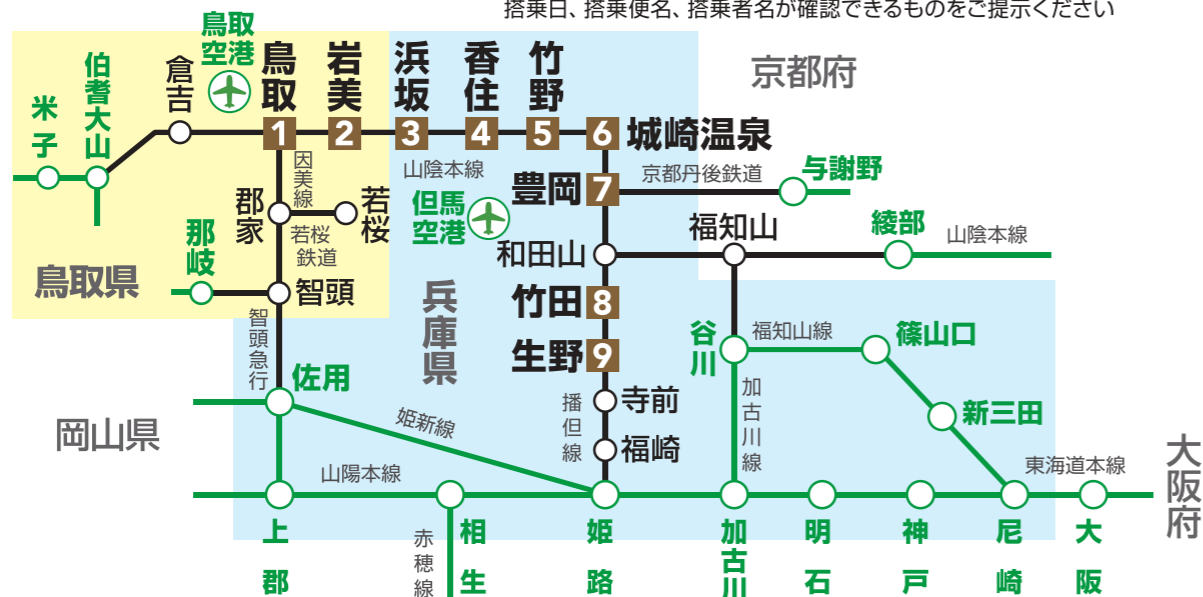 搭乗日、搭乗便名、搭乗者名が確認できるものをご提示ください
鳥取空港
京都府
米子
伯耆大山
倉吉
鳥取
岩美
浜坂
香住
竹野
1
2
3
4
5
6
城崎温泉
因美線
山陰本線
豊岡
7
京都丹後鉄道
与謝野
郡家
若桜
若桜鉄道
但馬空港
那岐
和田山
福知山
綾部
山陰本線
鳥取県
智頭
兵庫県
竹田
8
智頭急行
谷川
福知山線
篠山口
生野
9
佐用
加古川線
寺前
播但線
新三田
岡山県
姫新線
福崎
山陽本線
東海道本線
大阪府
上郡
赤穂線
相生
姫路
加古川
明石
神戸
尼崎
大阪